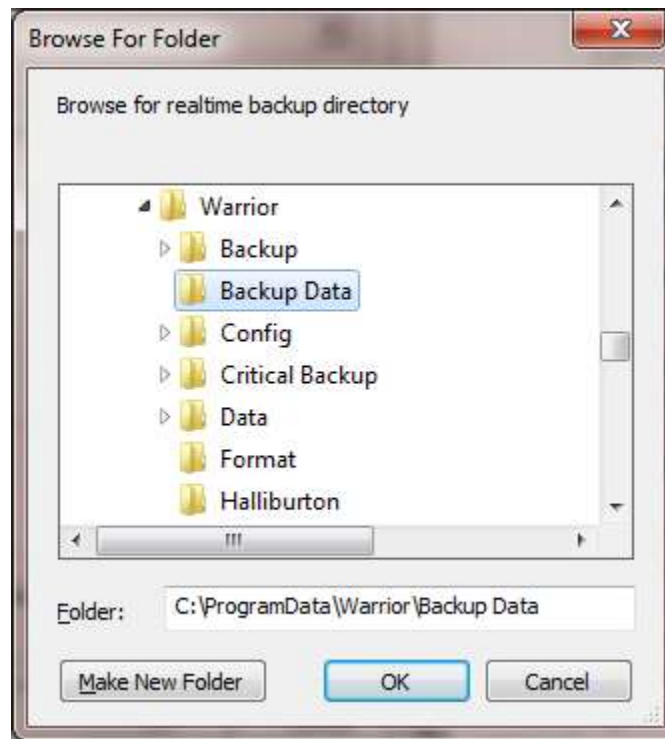 Browse For Folder
Browse for realtime backup directory
Warrior
Backup
Backup Data
Config
Critical Backup
Data
Format
Halliburton
Folder: C:\ProgramData\Warrior\Backup Data
Make New Folder OK Cancel